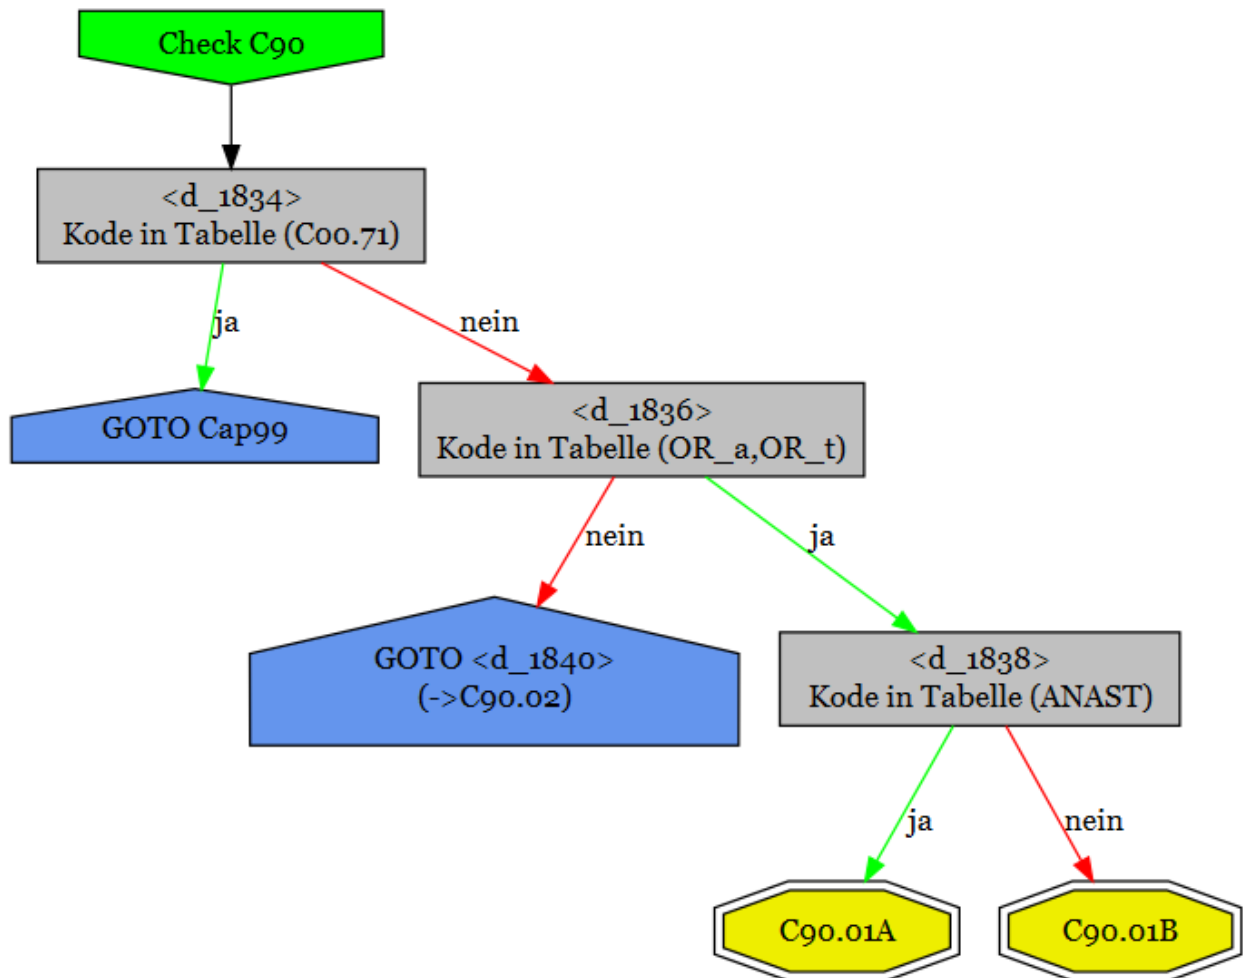 Check C90
<d_1834>
Kode in Tabelle (C00.71)
ja
nein
GOTO Cap99
<d_1836>
Kode in Tabelle (OR_a,OR_t)
nein
ja
GOTO <d_1840>
(->C90.02)
<d_1838>
Kode in Tabelle (ANAST)
ja
nein
C90.01A
C90.01B